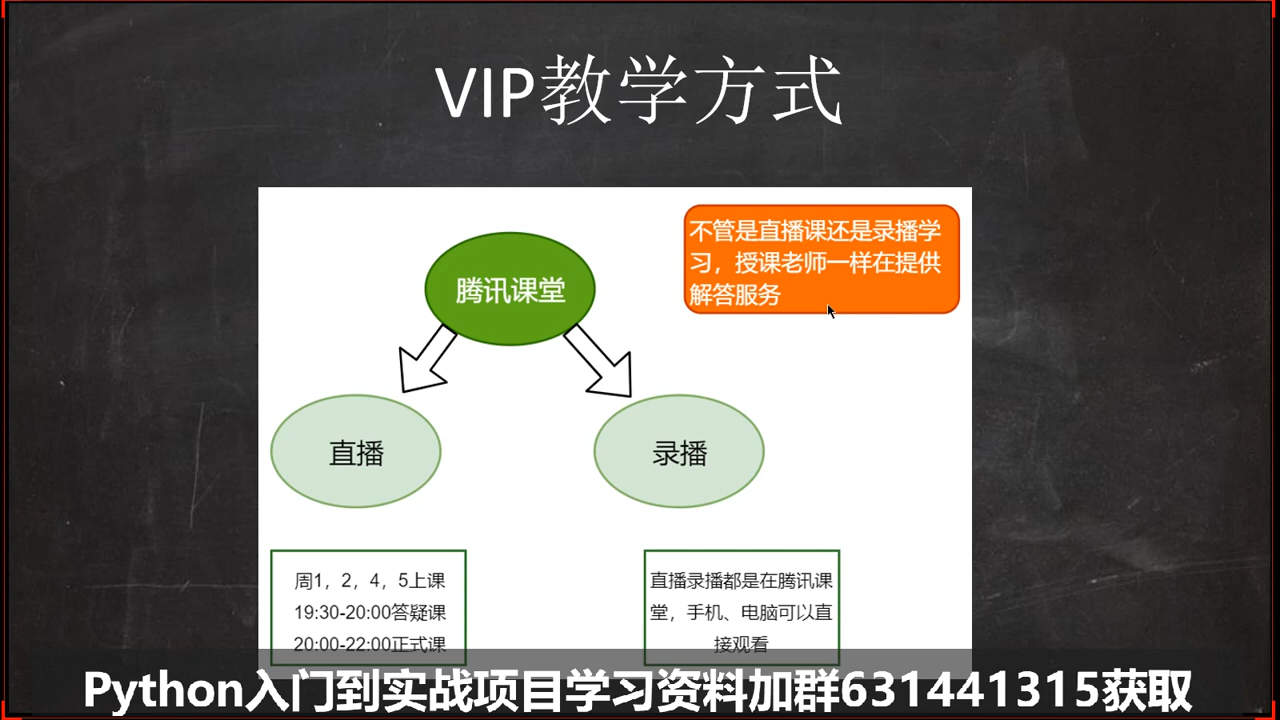 VIP教学方式
不管是直播课还是录播学
习，授课老师一样在提供
解答服务
腾讯课堂
直播
录播
周1，2，4，5上课
19:30-20:00答疑课
20:00-22:00正式课
直播录播都是在腾讯课
堂，手机、电脑可以直
接观看
Python入门到实战项目学习资料加群631441315获取